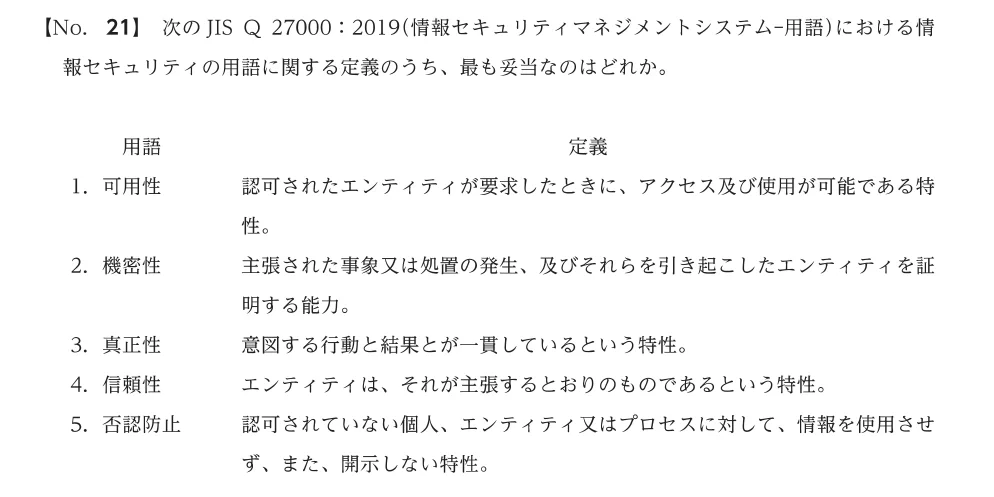 【No. 21】 次の JIS Q 27000：2019(情報セキュリティマネジメントシステム−用語)における情
報セキュリティの用語に関する定義のうち、最も妥当なのはどれか。
用語 定義
1. 可用性 認可されたエンティティが要求したときに、アクセス及び使用が可能である特
性。
2. 機密性 主張された事象又は処置の発生、及びそれらを引き起こしたエンティティを証
明する能力。
3. 真正性 意図する行動と結果とが一貫しているという特性。
4. 信頼性 エンティティは、それが主張するとおりのものであるという特性。
5. 否認防止 認可されていない個人、エンティティ又はプロセスに対して、情報を使用させ
ず、また、開示しない特性。